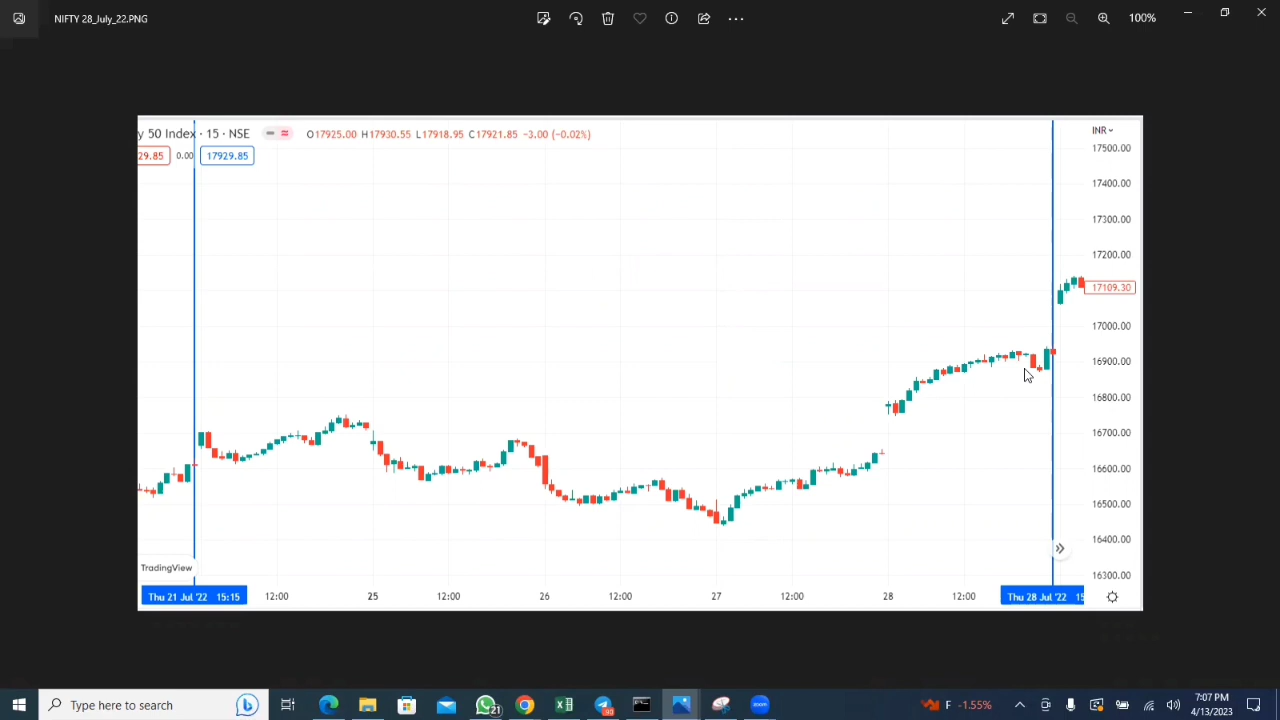 NIFTY 28_July_22.PNG
100%
y 50 Index · 15 · NSE
O17925.00 H17930.55 L17918.95 C17921.85 −3.00 (−0.02%)
INR
29.85 0.00 17929.85
17500.00
17400.00
17300.00
17200.00
17109.30
17000.00
16900.00
16800.00
16700.00
16600.00
16500.00
16400.00
16300.00
TradingView
Thu 21 Jul '22 15:15 12:00 25 12:00 26 12:00 27 12:00 28 12:00 Thu 28 Jul '22 15
Type here to search
21
90
zoom
F -1.55%
7:07 PM
4/13/2023